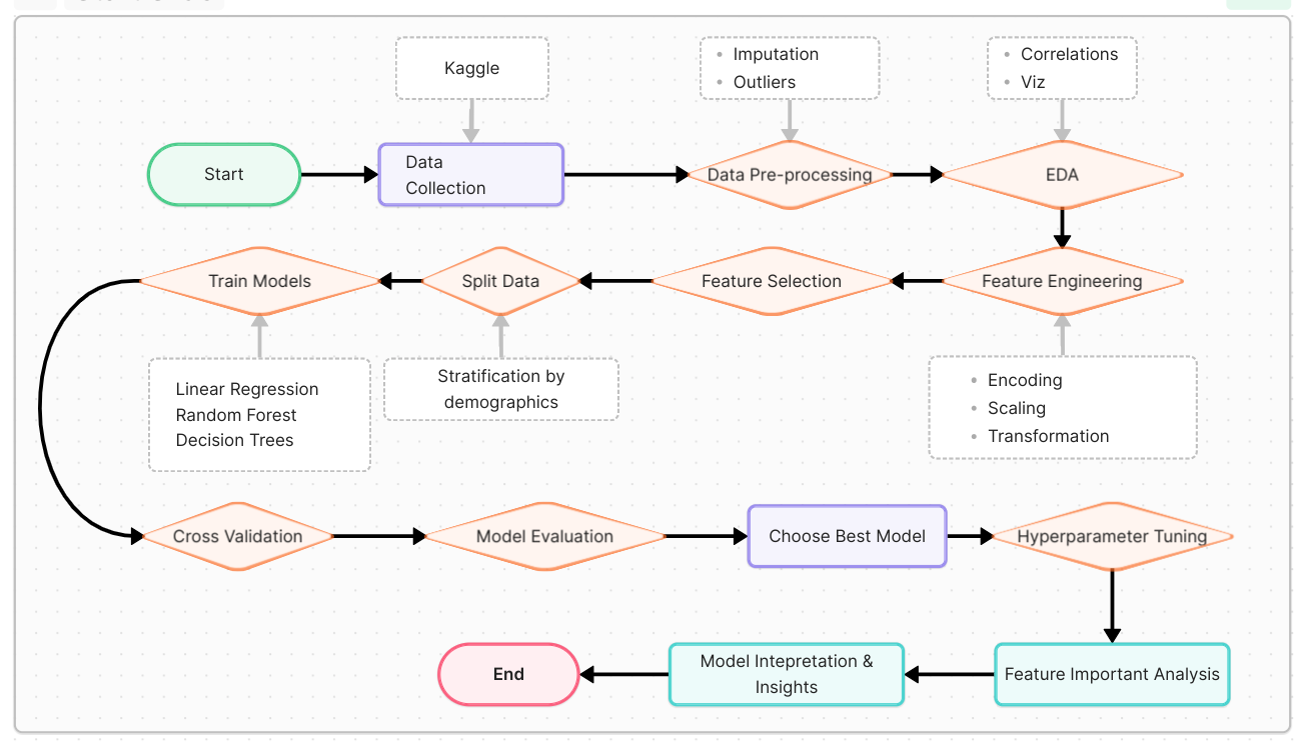 Kaggle
• Imputation
• Outliers
• Correlations
• Viz
Start
Data
Collection
Data Pre-processing
EDA
Train Models
Split Data
Feature Selection
Feature Engineering
Linear Regression
Random Forest
Decision Trees
Stratification by
demographics
• Encoding
• Scaling
• Transformation
Cross Validation
Model Evaluation
Choose Best Model
Hyperparameter Tuning
End
Model Intepretation &
Insights
Feature Important Analysis